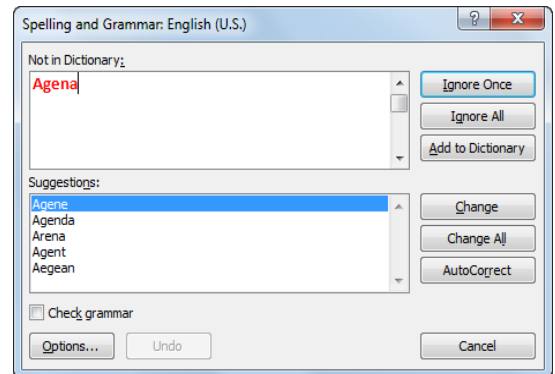 Spelling and Grammar: English (U.S.)
Not in Dictionary:
Agena
Ignore Once
Ignore All
Add to Dictionary
Suggestions:
Agene
Agenda
Arena
Agent
Aegean
Change
Change All
AutoCorrect
Check grammar
Options...
Undo
Cancel